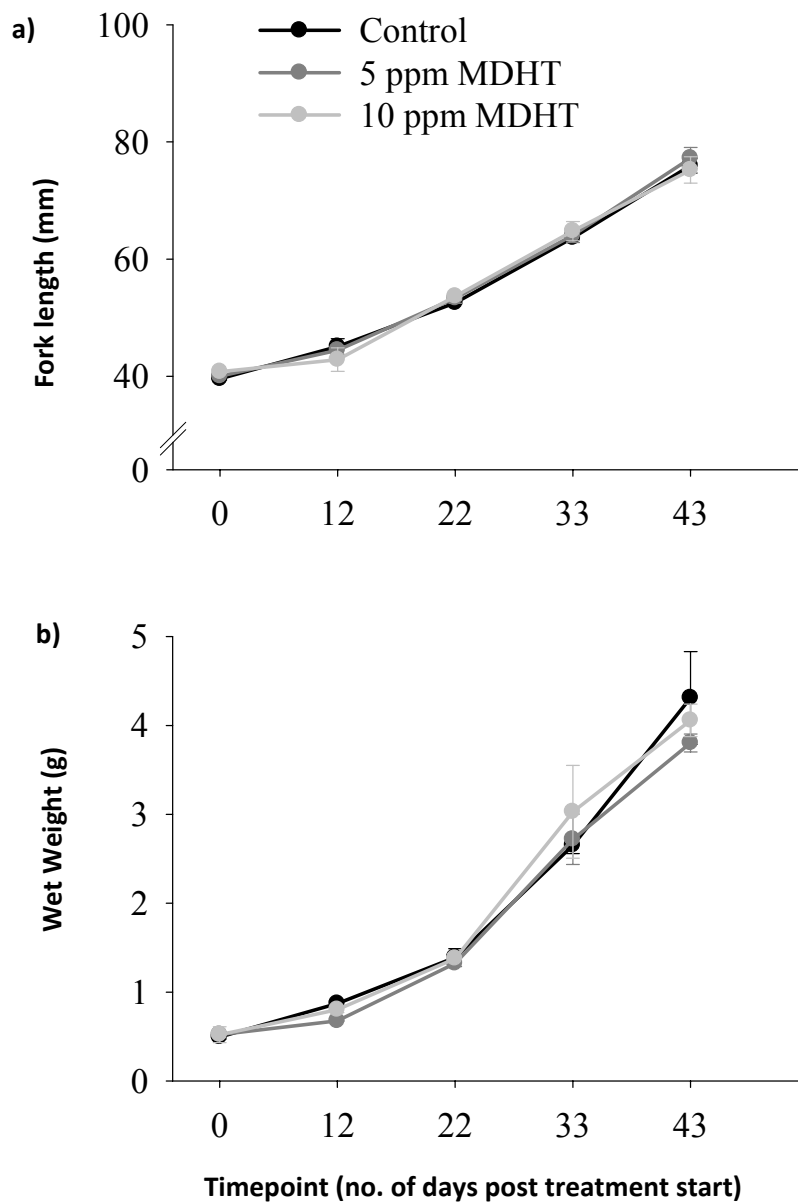 a)
100
80
60
40
0
Fork length (mm)
Control
5 ppm MDHT
10 ppm MDHT
0 12 22 33 43
b)
5
4
3
2
1
0
Wet Weight (g)
0 12 22 33 43
Timepoint (no. of days post treatment start)